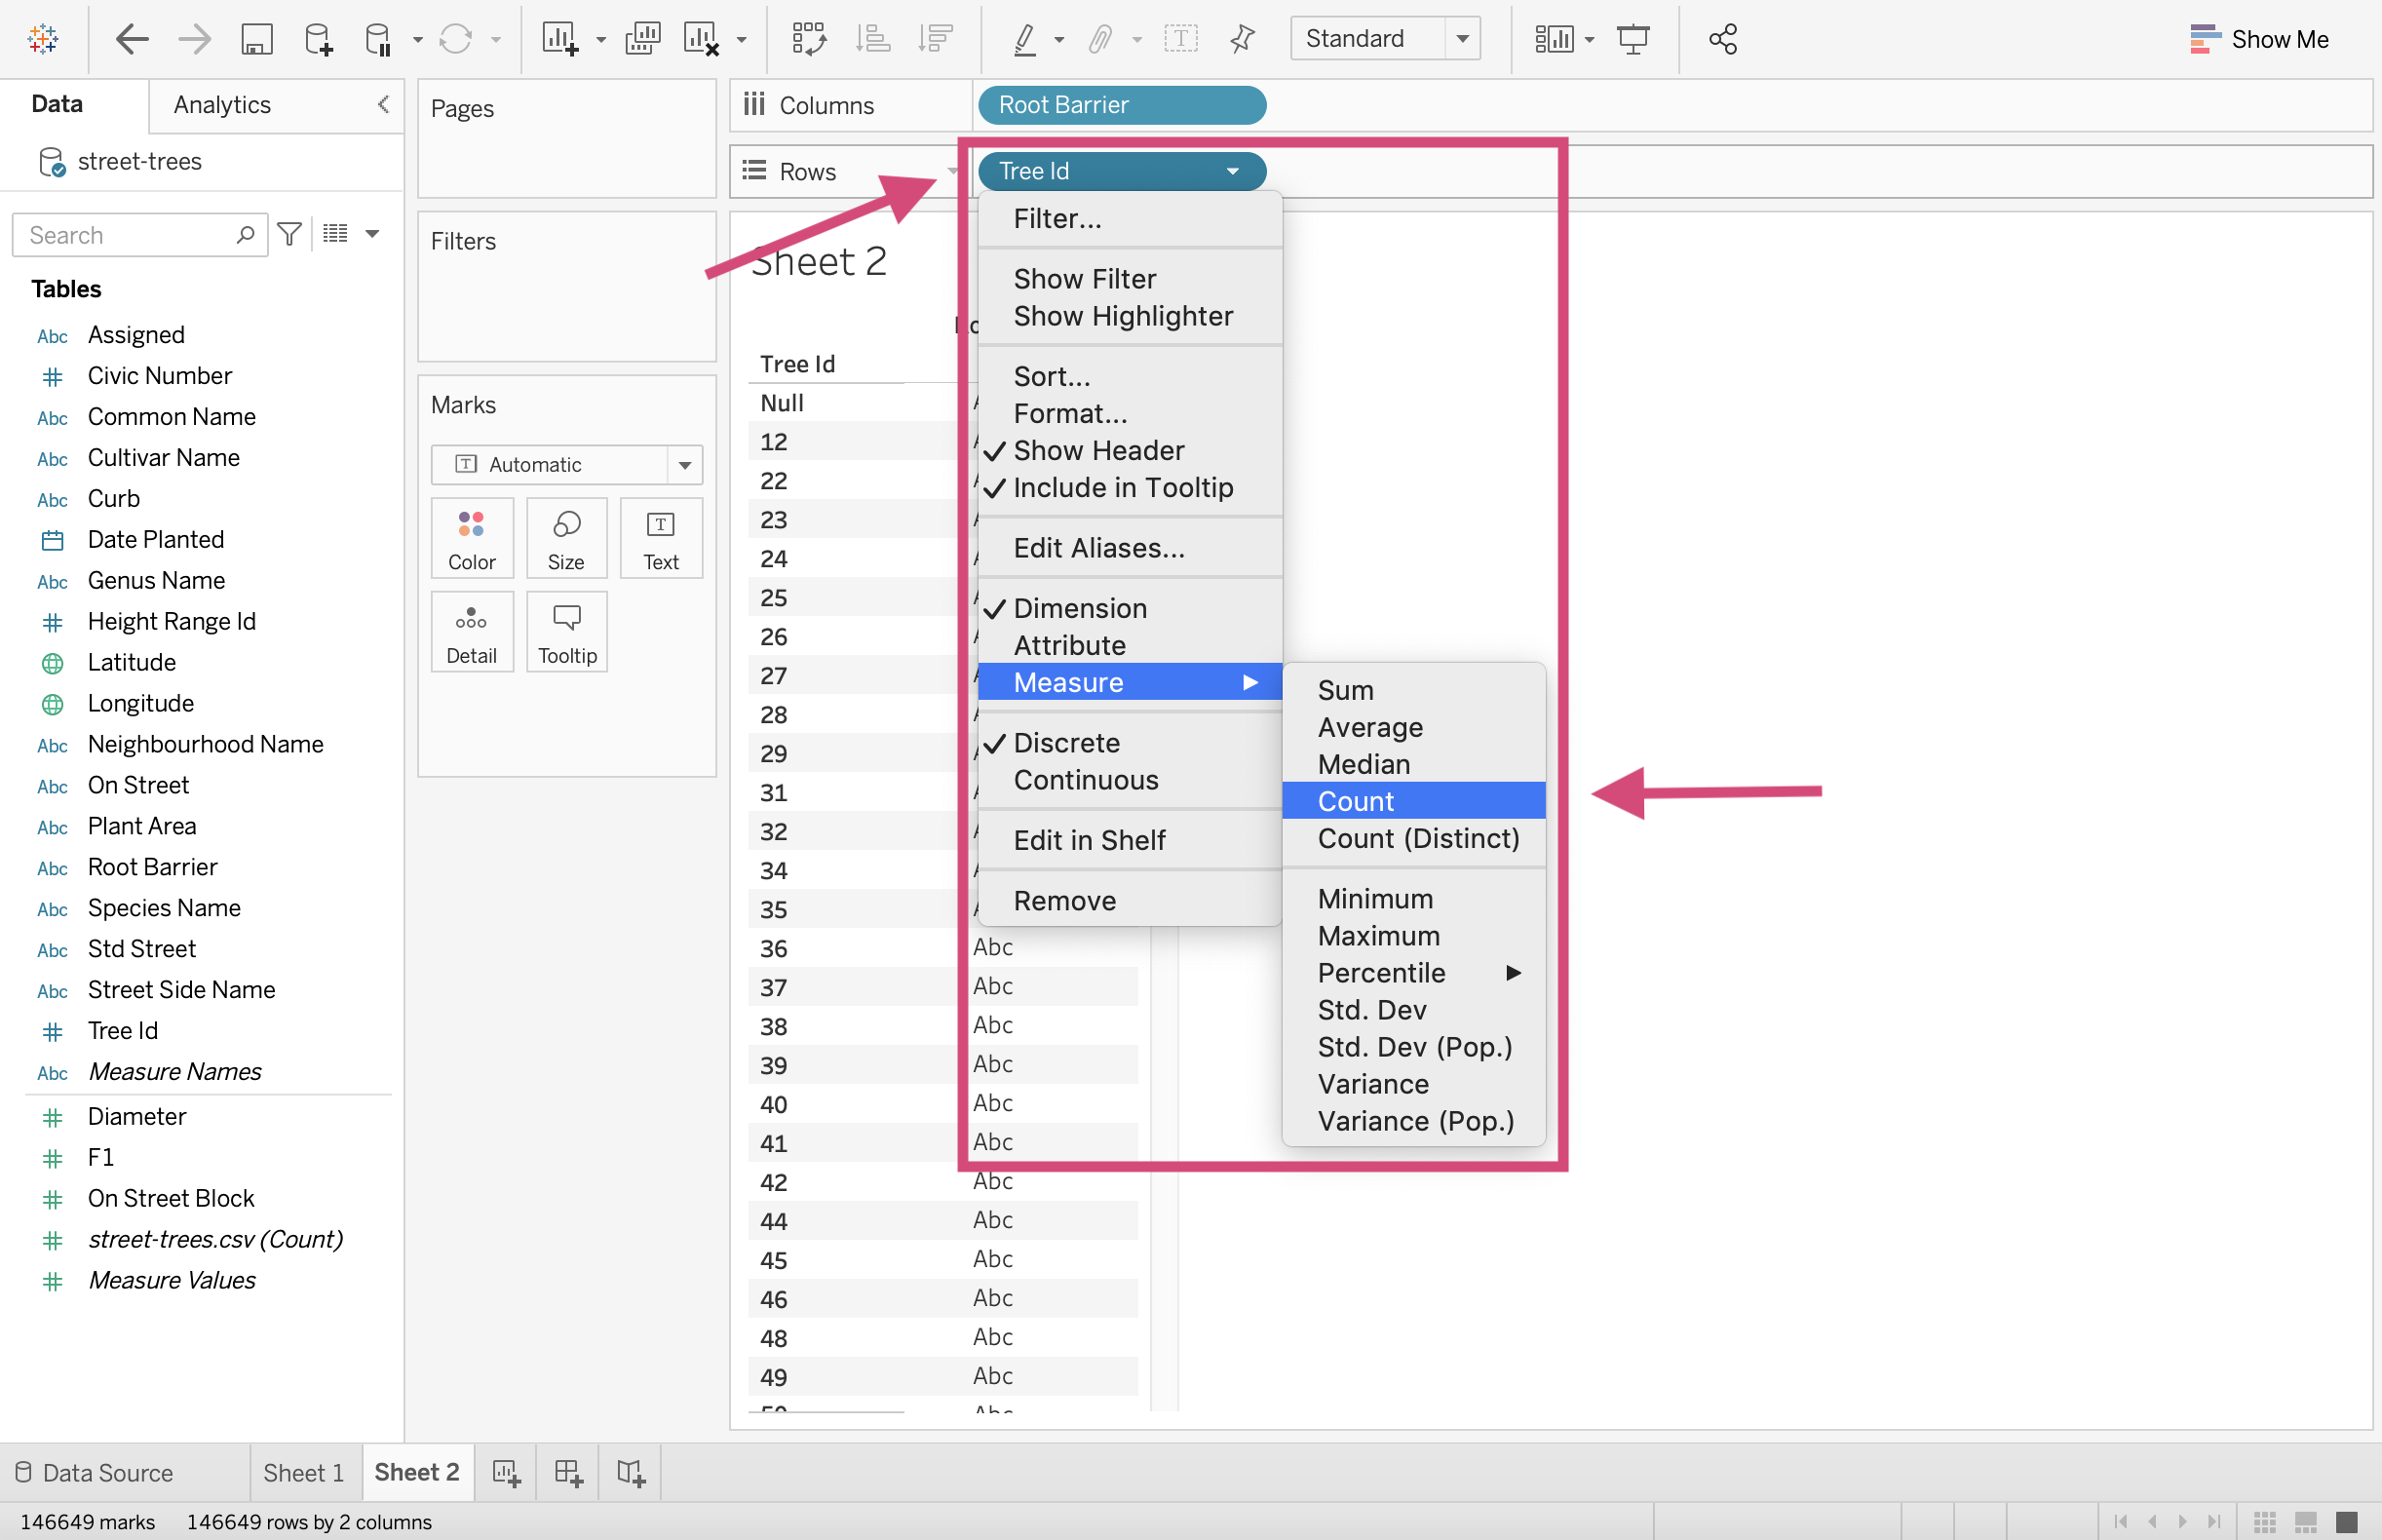 Standard
Show Me
Data
Analytics
street-trees
Search
Tables
Abc Assigned
Civic Number
Abc Common Name
Abc Cultivar Name
Abc Curb
Date Planted
Abc Genus Name
Height Range Id
Latitude
Longitude
Abc Neighbourhood Name
Abc On Street
Abc Plant Area
Abc Root Barrier
Abc Species Name
Abc Std Street
Abc Street Side Name
Tree Id
Abc Measure Names
Diameter
F1
On Street Block
street-trees.csv (Count)
Measure Values
Pages
Filters
Marks
Automatic
Color Size Text
Detail Tooltip
Columns Root Barrier
Rows Tree Id
Sheet 2
Tree Id
Null
12
22
23
24
25
26
27
28
29
31
32
34
35
36 Abc
37 Abc
38 Abc
39 Abc
40 Abc
41 Abc
42 Abc
44 Abc
45 Abc
46 Abc
48 Abc
49 Abc
50 Abc
Filter...
Show Filter
Show Highlighter
Sort...
Format...
Show Header
Include in Tooltip
Edit Aliases...
Dimension
Attribute
Measure
Discrete
Continuous
Edit in Shelf
Remove
Sum
Average
Median
Count
Count (Distinct)
Minimum
Maximum
Percentile
Std. Dev
Std. Dev (Pop.)
Variance
Variance (Pop.)
Data Source
Sheet 1
Sheet 2
146649 marks
146649 rows by 2 columns